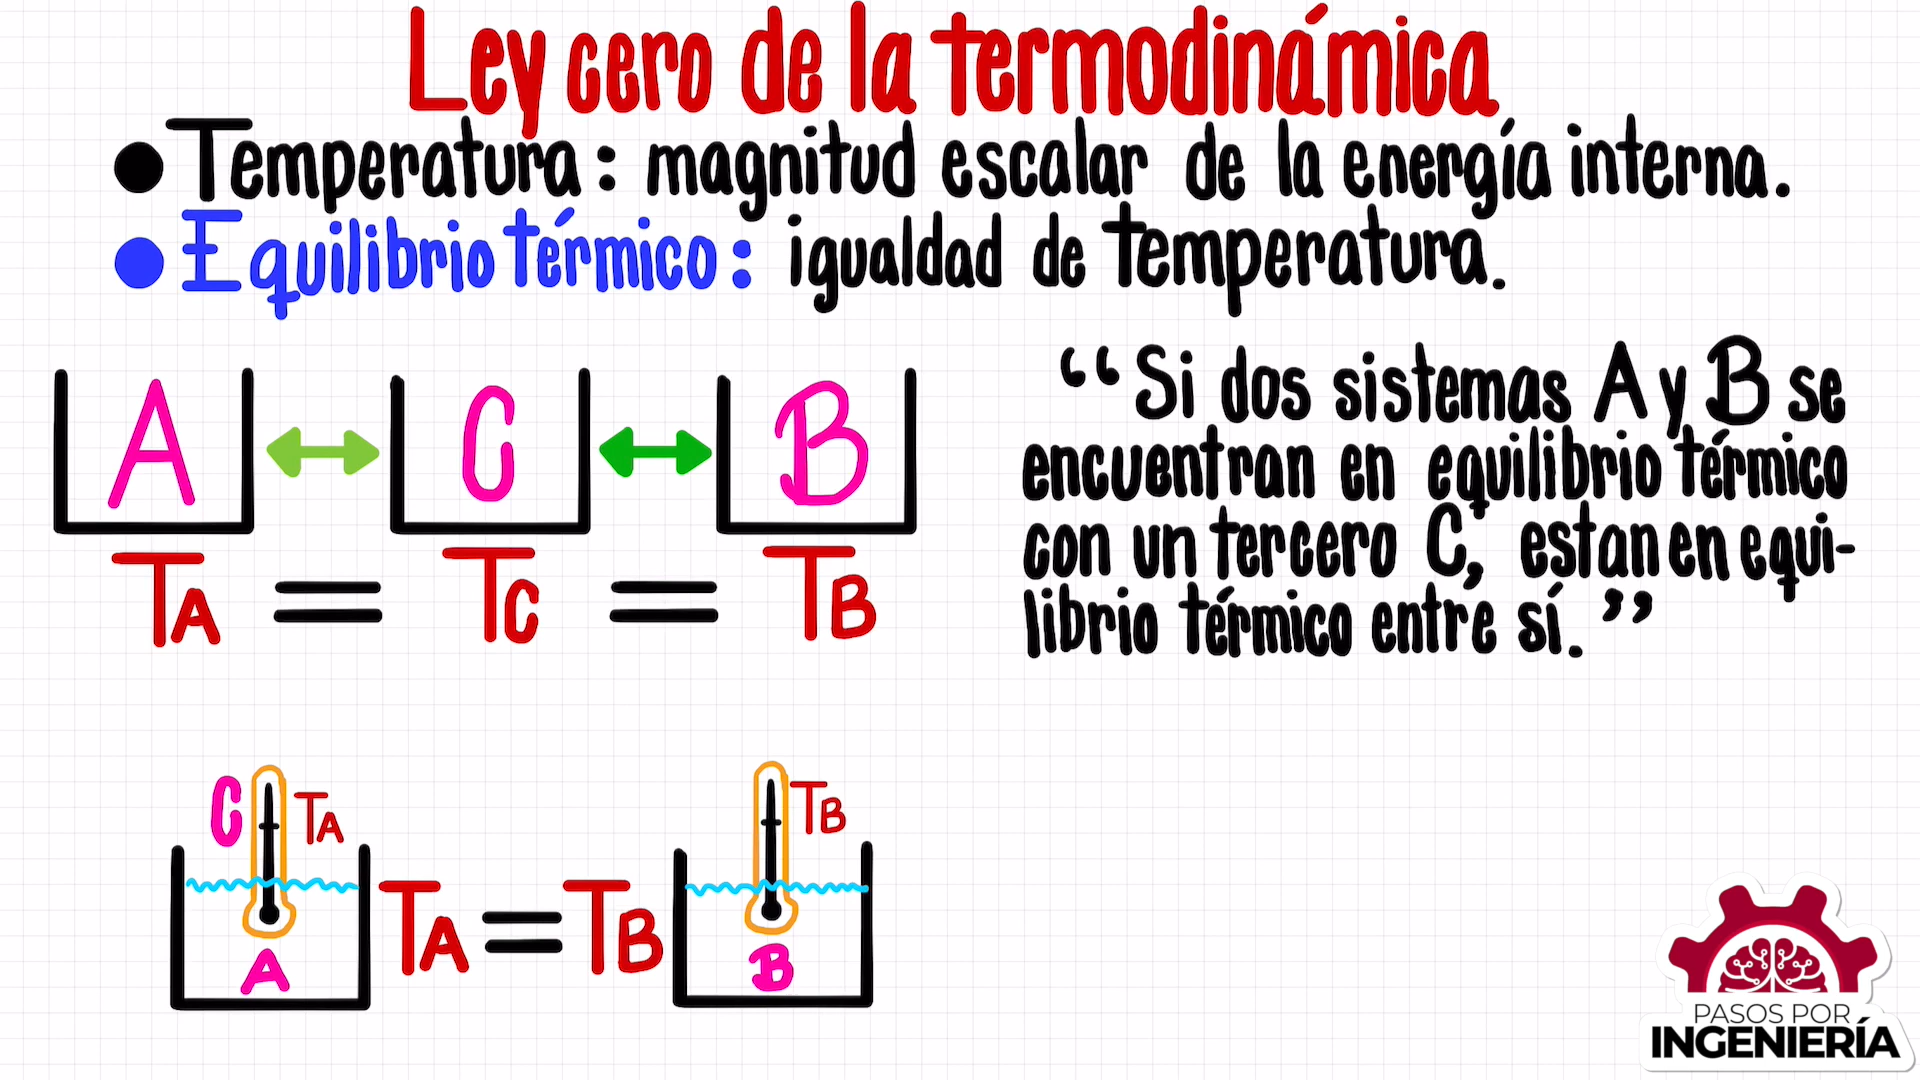 Ley cero de la termodinámica
Temperatura: magnitud escalar de la energía interna.
Equilibrio térmico: igualdad de temperatura.
A C B
TA = TC = TB
“Si dos sistemas A y B se
encuentran en equilibrio térmico
con un tercero C, estan en equi-
librio térmico entre sí.”
C TA
TB
TA = TB
A
B
PASOS POR
INGENIERÍA